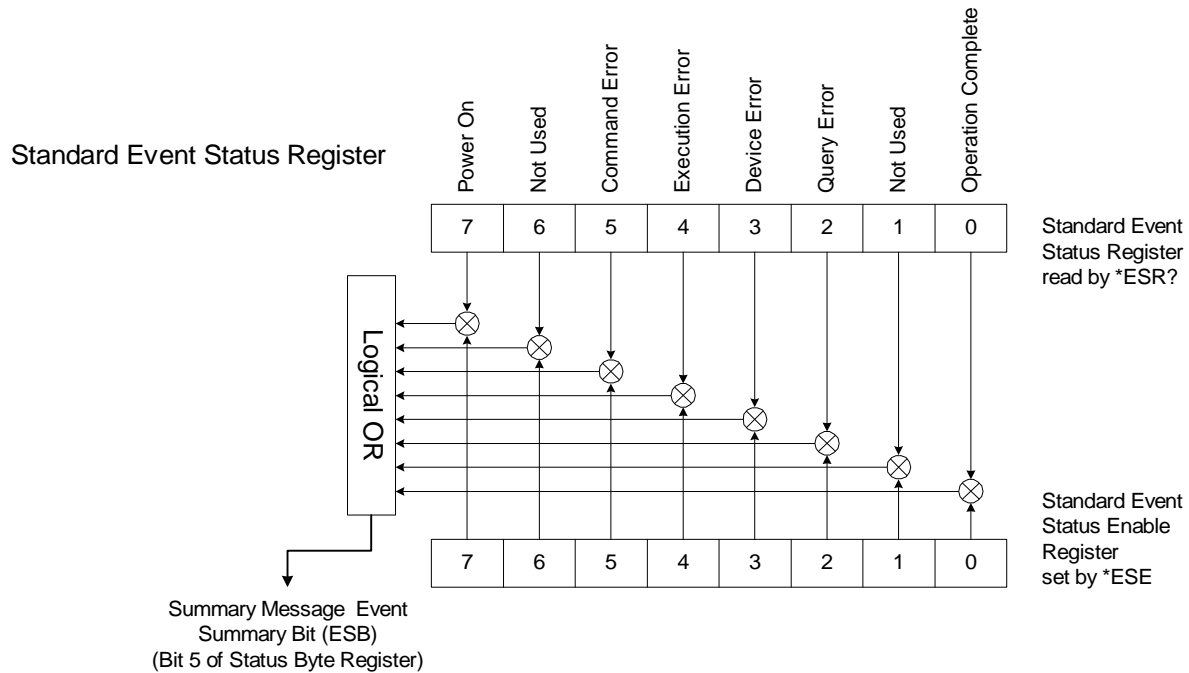 Standard Event Status Register
Power On
Not Used
Command Error
Execution Error
Device Error
Query Error
Not Used
Operation Complete
7 6 5 4 3 2 1 0
Standard Event
Status Register
read by *ESR?
Logical OR
Standard Event
Status Enable
Register
set by *ESE
7 6 5 4 3 2 1 0
Summary Message Event
Summary Bit (ESB)
(Bit 5 of Status Byte Register)